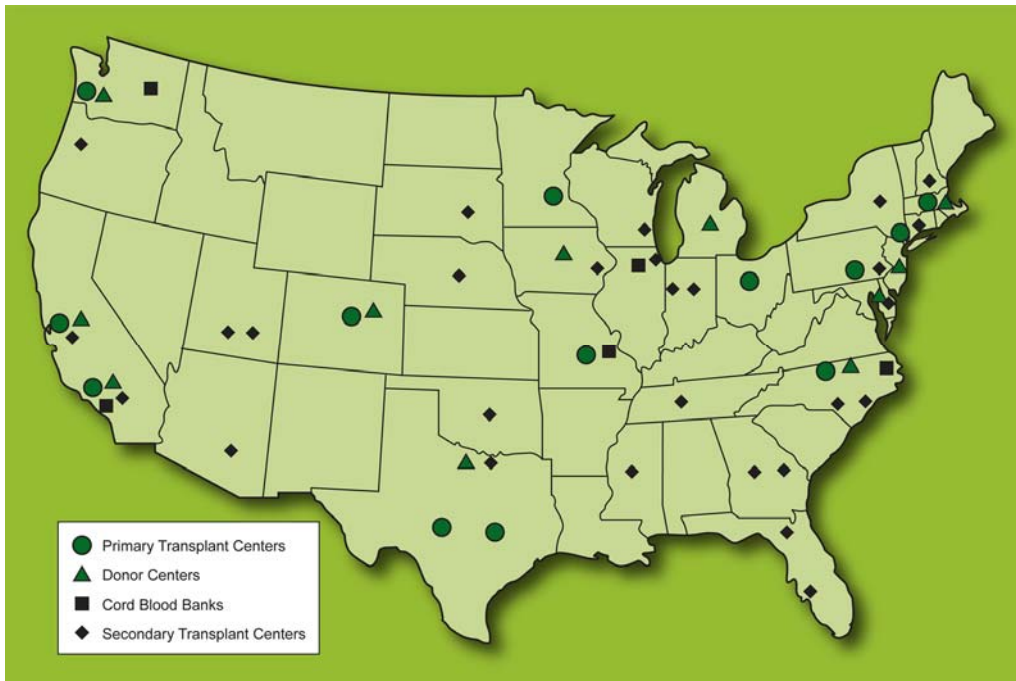 Primary Transplant Centers
Donor Centers
Cord Blood Banks
Secondary Transplant Centers